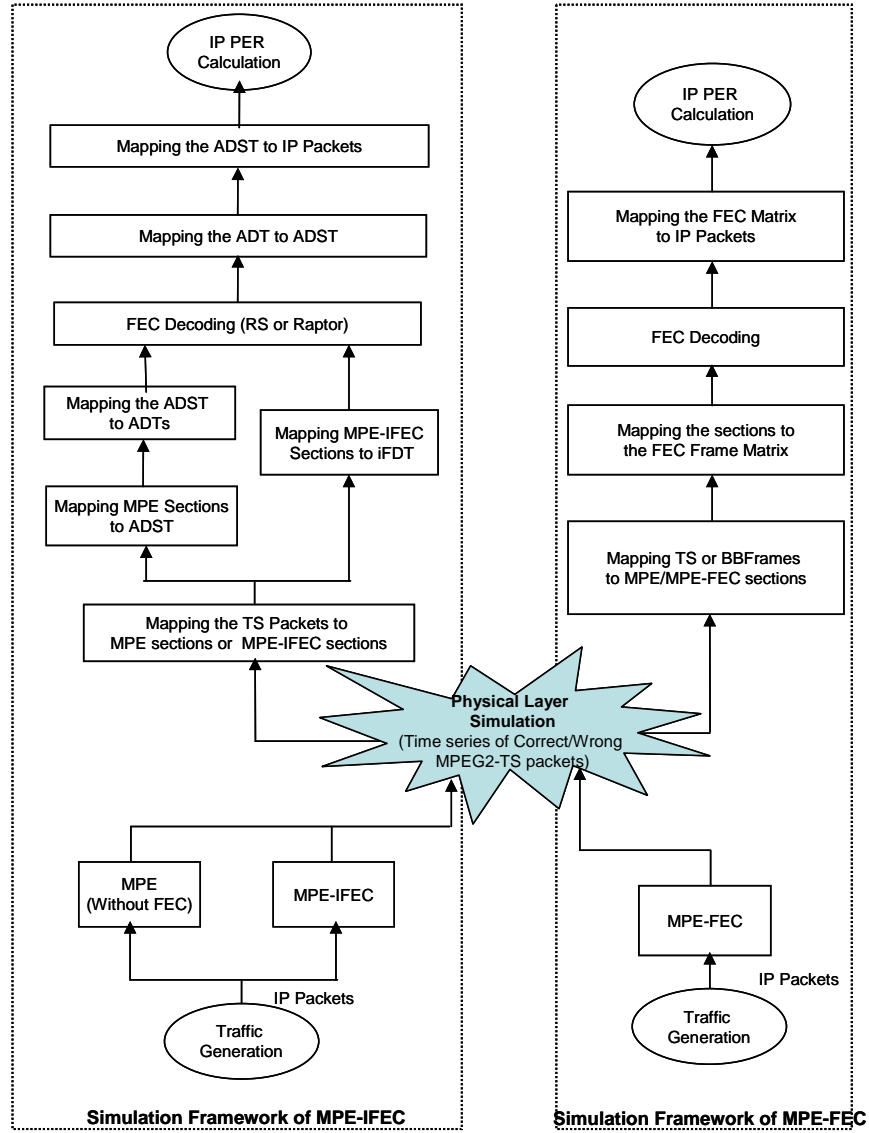 IP PER
Calculation
Mapping the ADST to IP Packets
Mapping the ADT to ADST
FEC Decoding (RS or Raptor)
Mapping the ADST
to ADTs
Mapping MPE-IFEC
Sections to iFDT
Mapping MPE Sections
to ADST
Mapping the TS Packets to
MPE sections or MPE-IFEC sections
IP PER
Calculation
Mapping the FEC Matrix
to IP Packets
FEC Decoding
Mapping the sections to
the FEC Frame Matrix
Mapping TS or BBFrames
to MPE/MPE-FEC sections
Physical Layer
Simulation
(Time series of Correct/Wrong
MPEG2-TS packets)
MPE
(Without FEC)
MPE-IFEC
IP Packets
Traffic
Generation
Simulation Framework of MPE-IFEC
MPE-FEC
IP Packets
Traffic
Generation
Simulation Framework of MPE-FEC